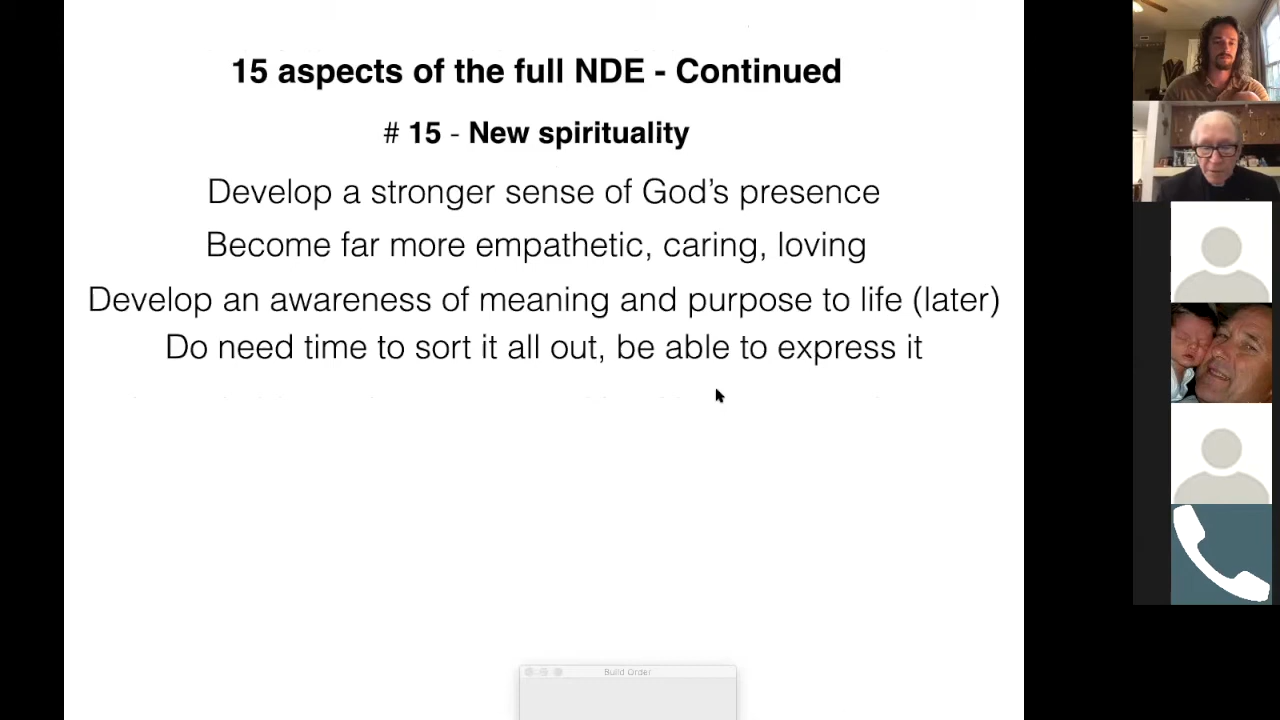 15 aspects of the full NDE - Continued
# 15 - New spirituality
Develop a stronger sense of God’s presence
Become far more empathetic, caring, loving
Develop an awareness of meaning and purpose to life (later)
Do need time to sort it all out, be able to express it
Build Order